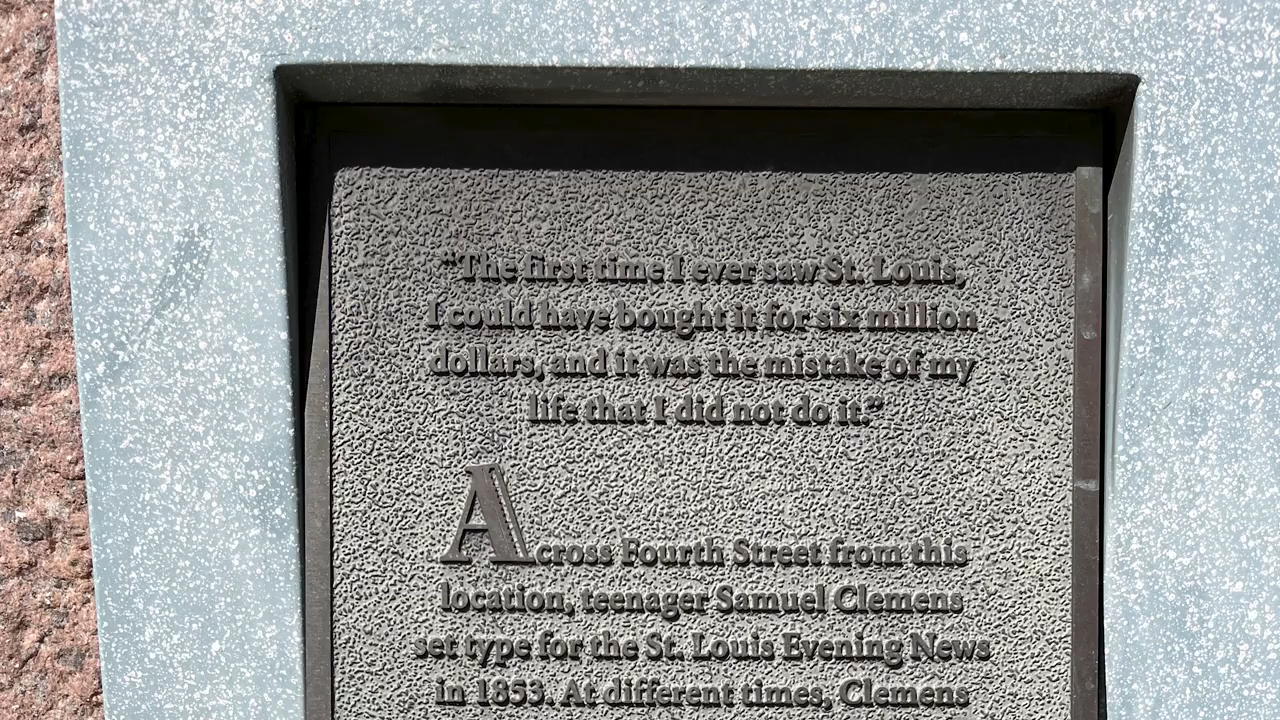 “The first time I ever saw St. Louis,
I could have bought it for six million
dollars, and it was the mistake of my
life that I did not do it.”
Across Fourth Street from this
location, teenager Samuel Clemens
set type for the St. Louis Evening News
in 1853. At different times, Clemens